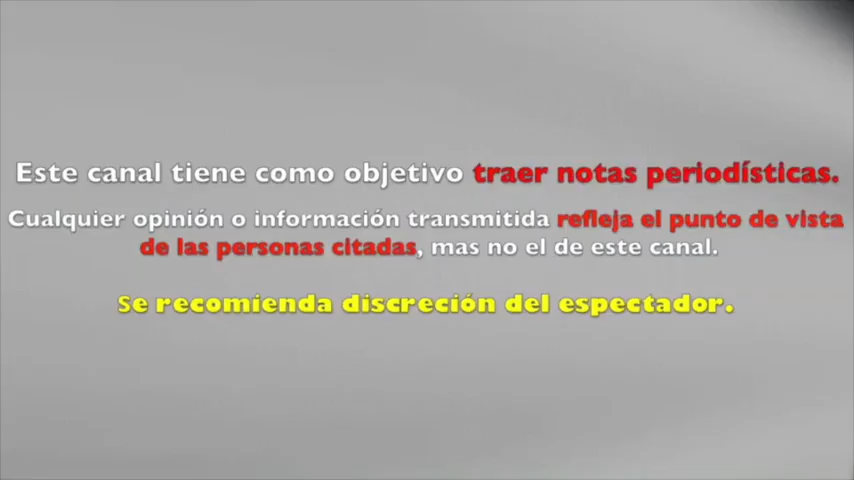 Este canal tiene como objetivo traer notas periodísticas.
Cualquier opinión o información transmitida refleja el punto de vista
de las personas citadas, mas no el de este canal.
Se recomienda discreción del espectador.